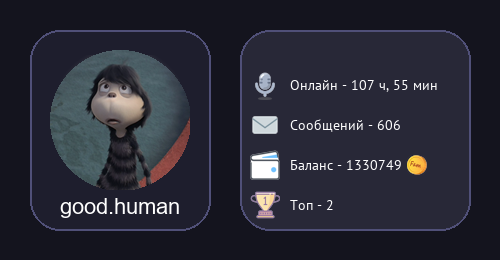 good.human
Онлайн - 107 ч, 55 мин
Сообщений - 606
Баланс - 1330749
Топ - 2